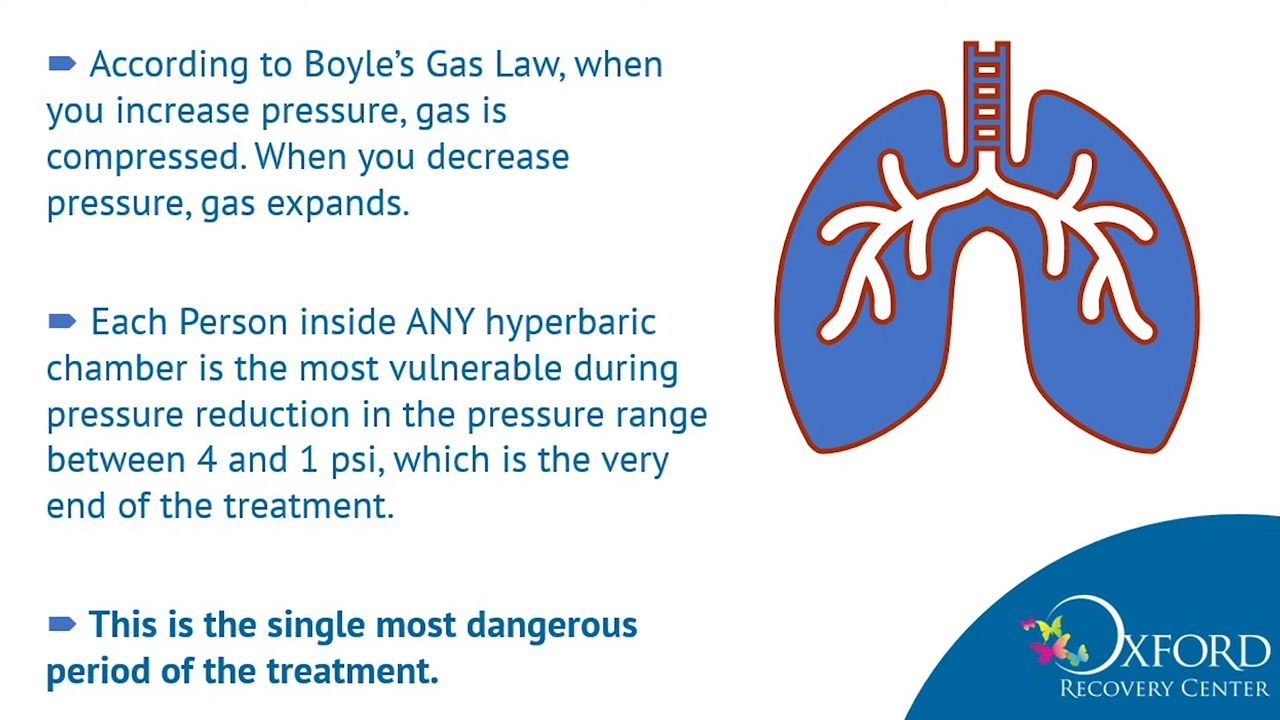 According to Boyle’s Gas Law, when
you increase pressure, gas is
compressed. When you decrease
pressure, gas expands.
Each Person inside ANY hyperbaric
chamber is the most vulnerable during
pressure reduction in the pressure range
between 4 and 1 psi, which is the very
end of the treatment.
This is the single most dangerous
period of the treatment.
OXFORD
RECOVERY CENTER